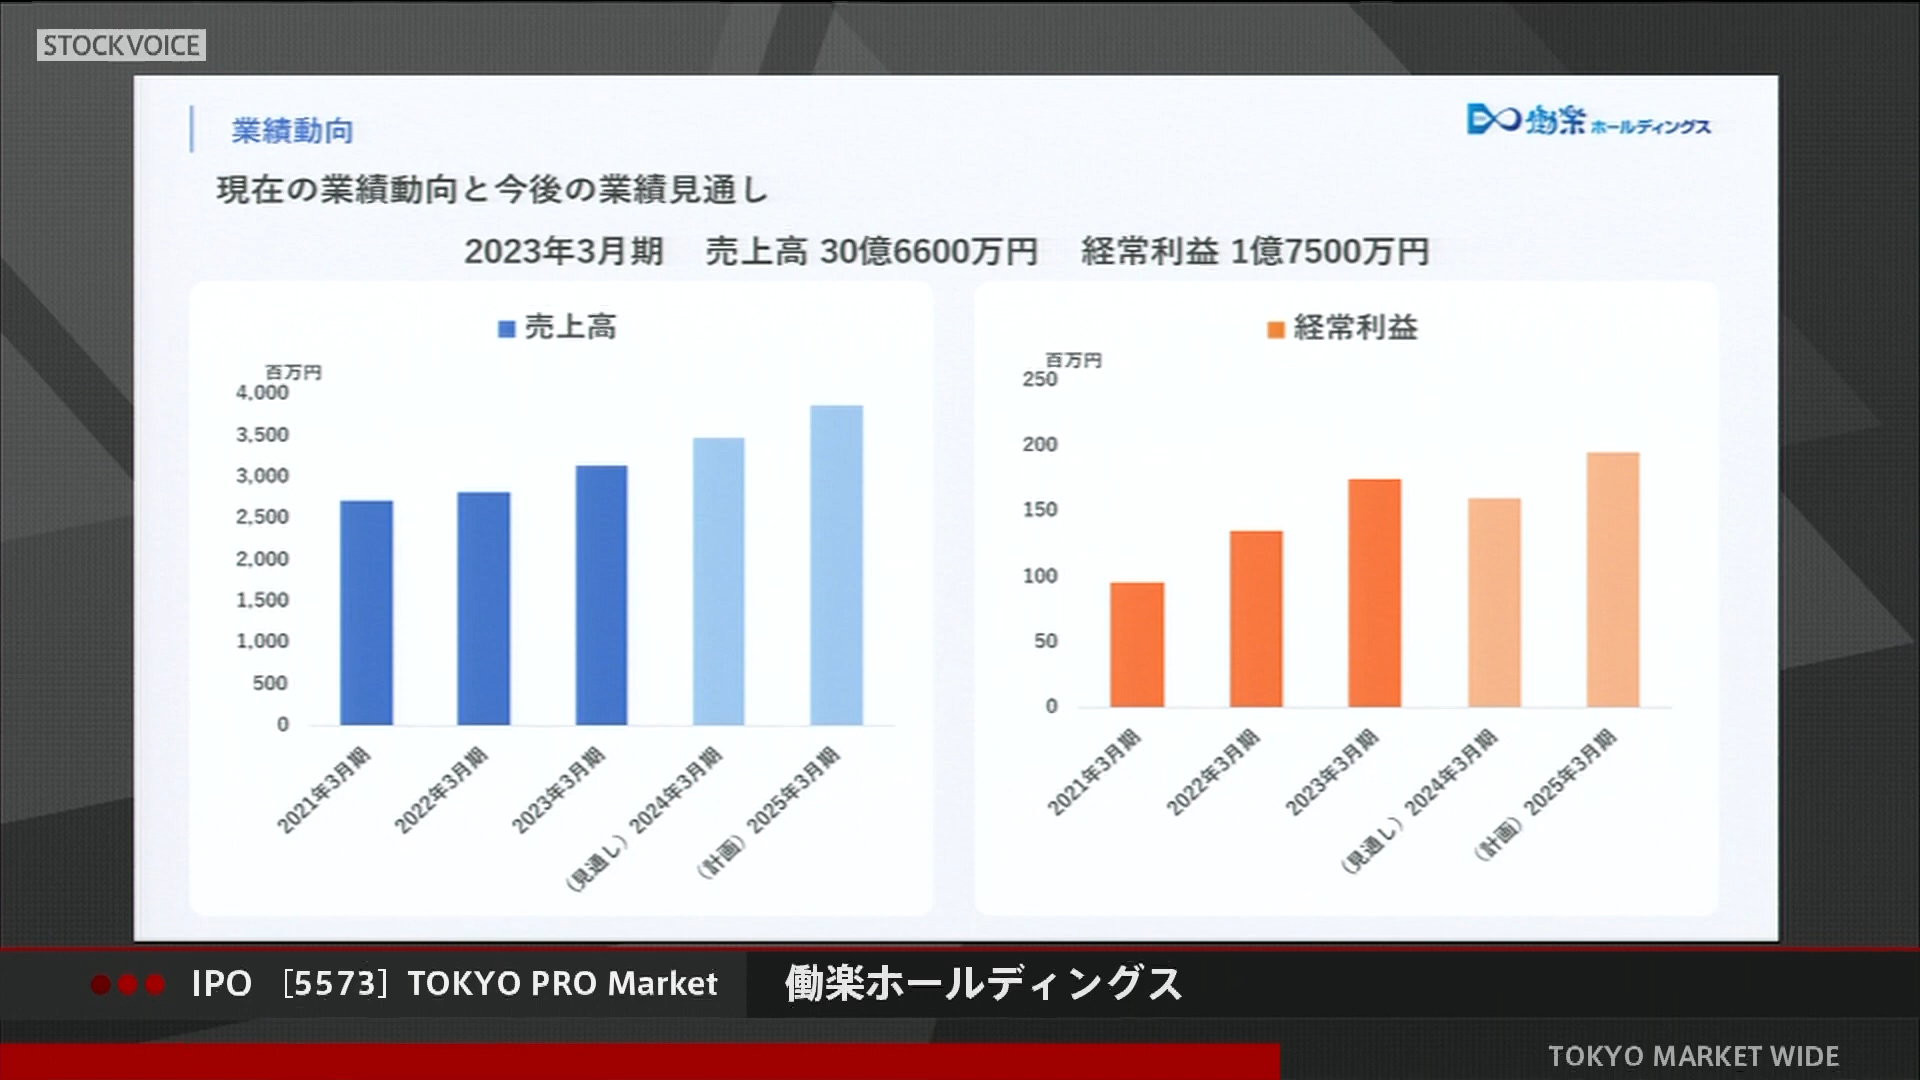 STOCKVOICE
業績動向
働楽ホールディングス
現在の業績動向と今後の業績見通し
2023年3月期 売上高 30億6600万円 経常利益 1億7500万円
売上高
百万円
4,000
3,500
3,000
2,500
2,000
1,500
1,000
500
0
2021年3月期
2022年3月期
2023年3月期
（見通し）2024年3月期
（計画）2025年3月期
経常利益
百万円
250
200
150
100
50
0
2021年3月期
2022年3月期
2023年3月期
（見通し）2024年3月期
（計画）2025年3月期
IPO ［5573］TOKYO PRO Market 働楽ホールディングス
TOKYO MARKET WIDE